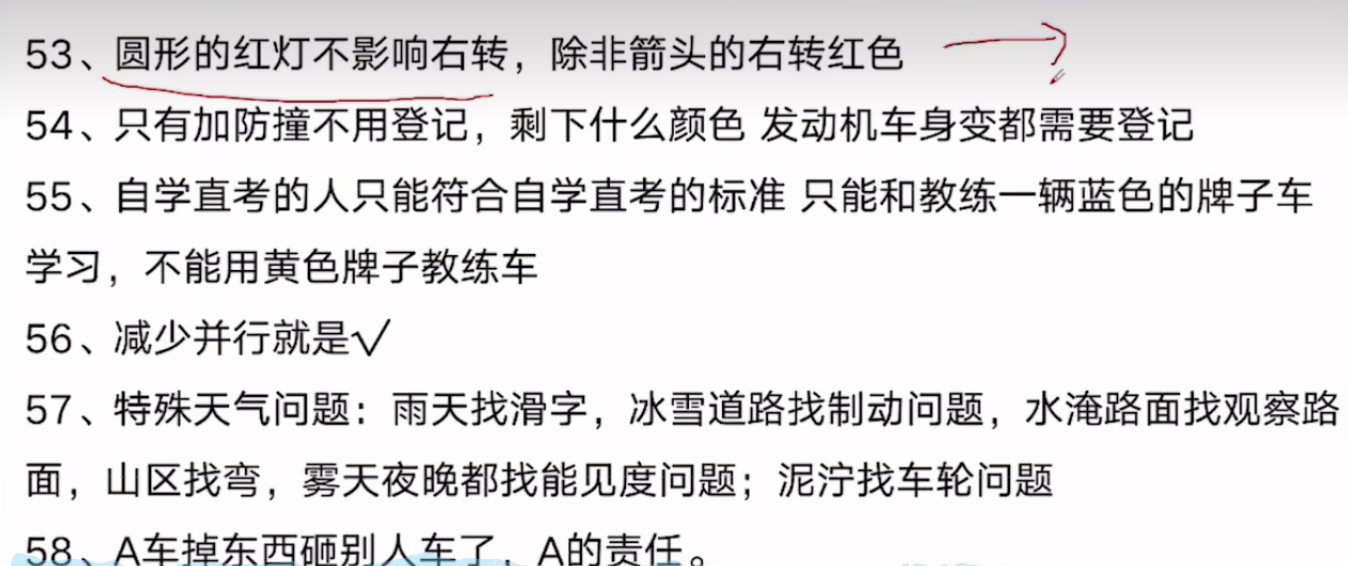 53、圆形的红灯不影响右转，除非箭头的右转红色
54、只有加防撞不用登记，剩下什么颜色 发动机车身变都需要登记
55、自学直考的人只能符合自学直考的标准 只能和教练一辆蓝色的牌子车
学习，不能用黄色牌子教练车
56、减少并行就是√
57、特殊天气问题：雨天找滑字，冰雪道路找制动问题，水淹路面找观察路
面，山区找弯，雾天夜晚都找能见度问题；泥泞找车轮问题
58、A车掉东西砸别人车了，A的责任。